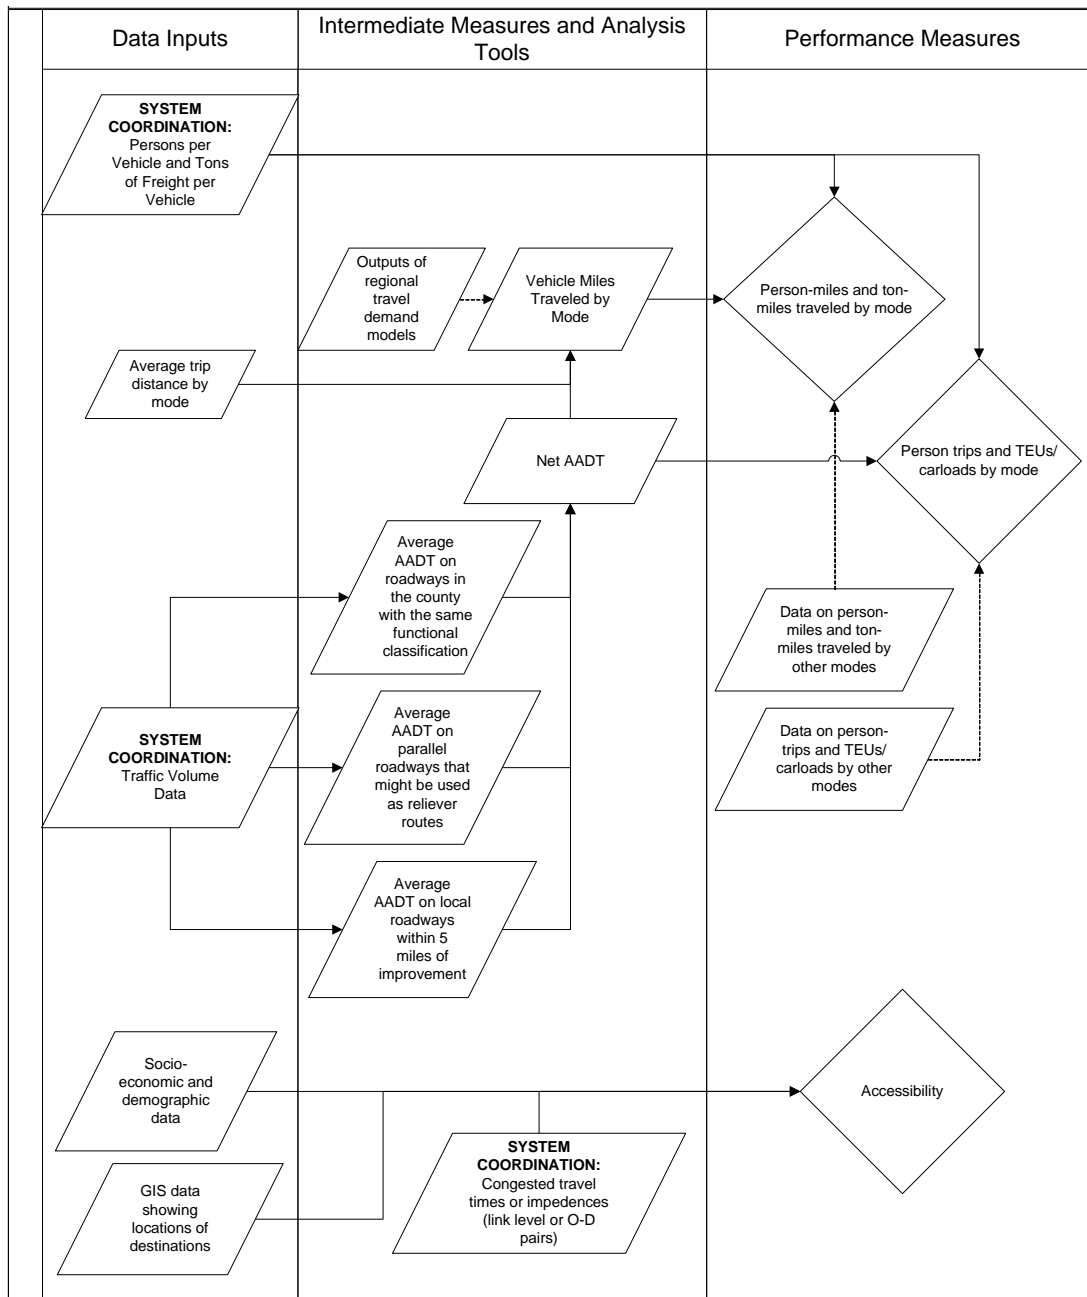 Data Inputs
Intermediate Measures and Analysis
Tools
Performance Measures
SYSTEM
COORDINATION:
Persons per
Vehicle and Tons
of Freight per
Vehicle
Outputs of
regional
travel
demand
models
Vehicle Miles
Traveled by
Mode
Person-miles and ton-
miles traveled by mode
Average trip
distance by
mode
Net AADT
Person trips and TEUs/
carloads by mode
Average
AADT on
roadways in
the county
with the same
functional
classification
Data on person-
miles and ton-
miles traveled by
other modes
SYSTEM
COORDINATION:
Traffic Volume
Data
Average
AADT on
parallel
roadways that
might be used
as reliever
routes
Data on person-
trips and TEUs/
carloads by other
modes
Average
AADT on local
roadways
within 5
miles of
improvement
Socio-
economic and
demographic
data
Accessibility
GIS data
showing
locations of
destinations
SYSTEM
COORDINATION:
Congested travel
times or impedences
(link level or O-D
pairs)